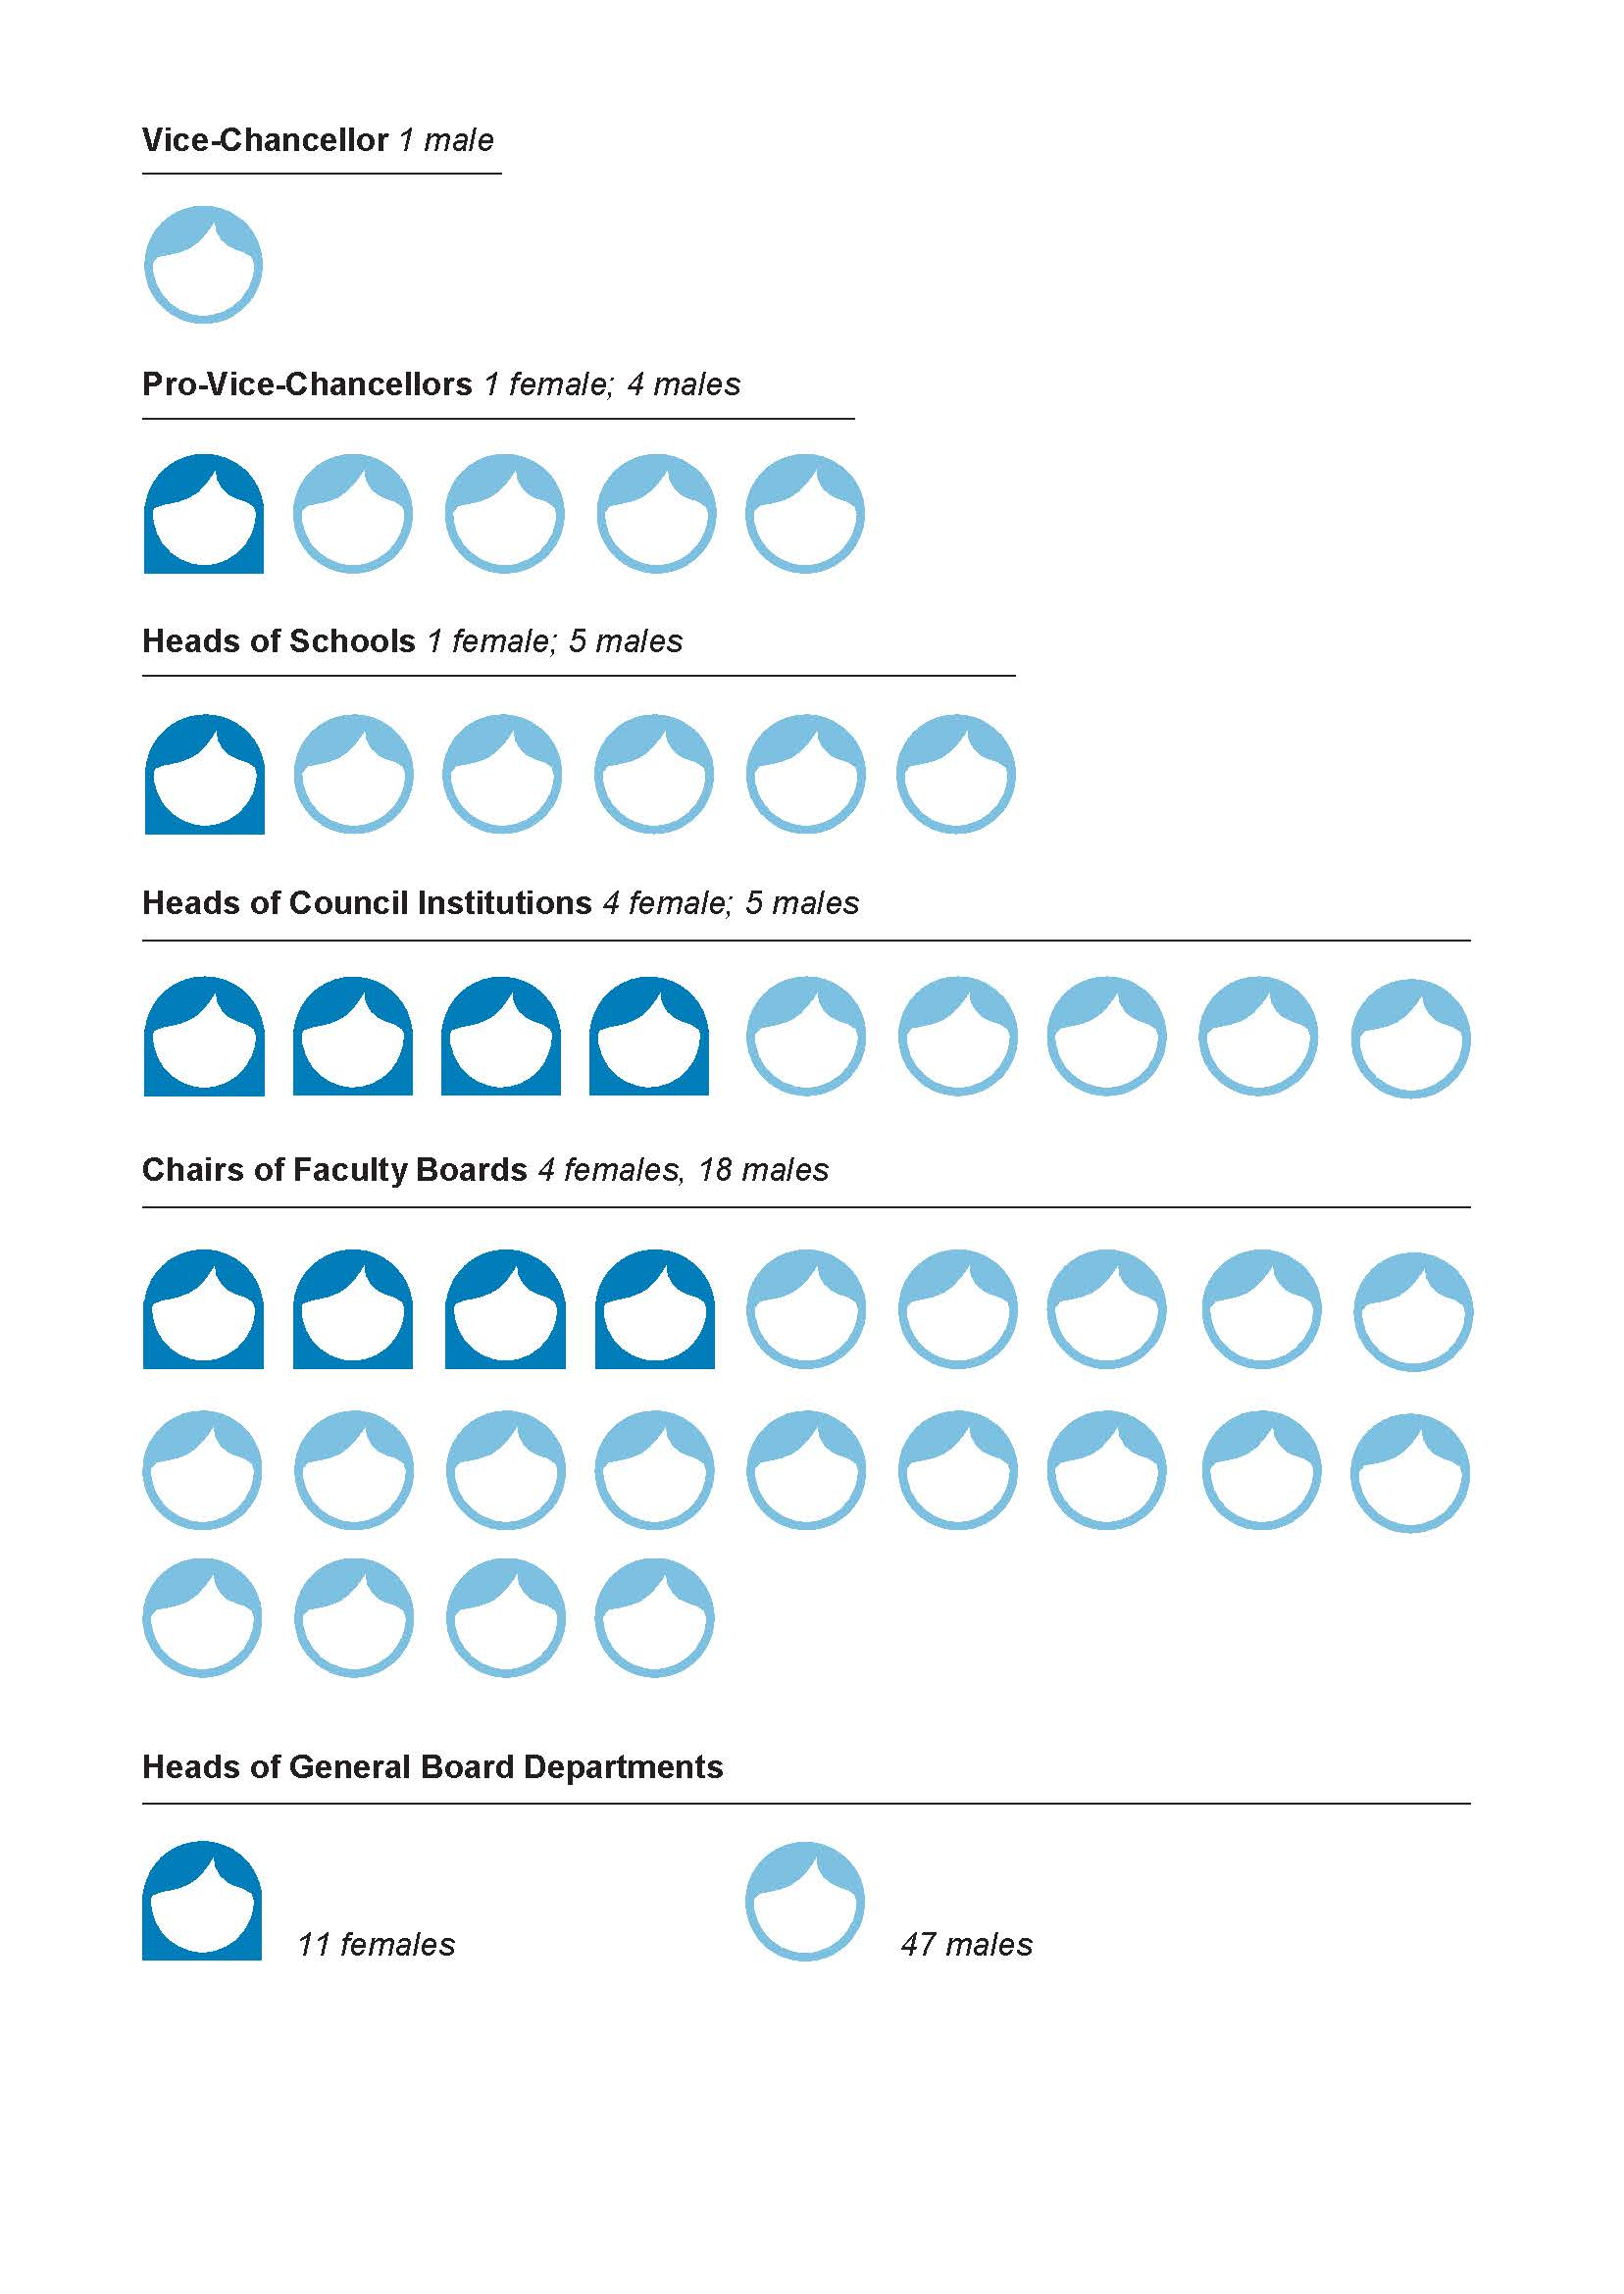 Vice-Chancellor 1 male
Pro-Vice-Chancellors 1 female; 4 males
Heads of Schools 1 female; 5 males
Heads of Council Institutions 4 female; 5 males
Chairs of Faculty Boards 4 females, 18 males
Heads of General Board Departments
11 females
47 males